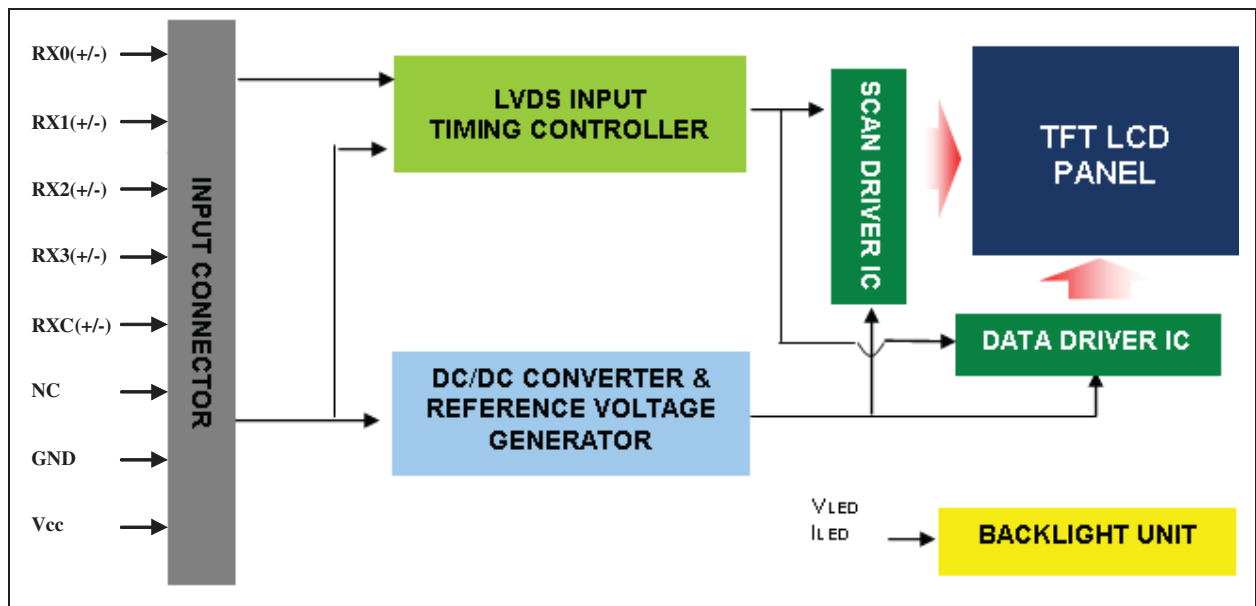 RX0(+/-)
RX1(+/-)
RX2(+/-)
RX3(+/-)
RXC(+/-)
NC
GND
Vcc
INPUT CONNECTOR
LVDS INPUT
TIMING CONTROLLER
DC/DC CONVERTER &
REFERENCE VOLTAGE
GENERATOR
SCAN DRIVER IC
TFT LCD
PANEL
DATA DRIVER IC
VLED
ILED
BACKLIGHT UNIT